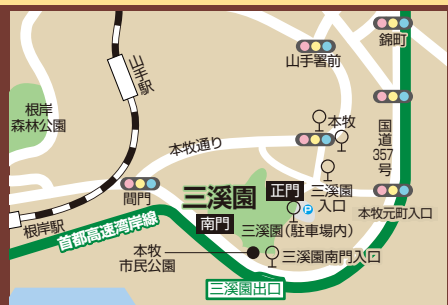 錦町
山手署前
山手駅
根岸
森林公園
本牧
本牧通り
国道
357
号
三溪園
正門
三溪園
入口
間門
P
南門
本牧元町入口
根岸駅
首都高速湾岸線
三溪園(駐車場内)
本牧
市民公園
三溪園南門入口
三溪園出口